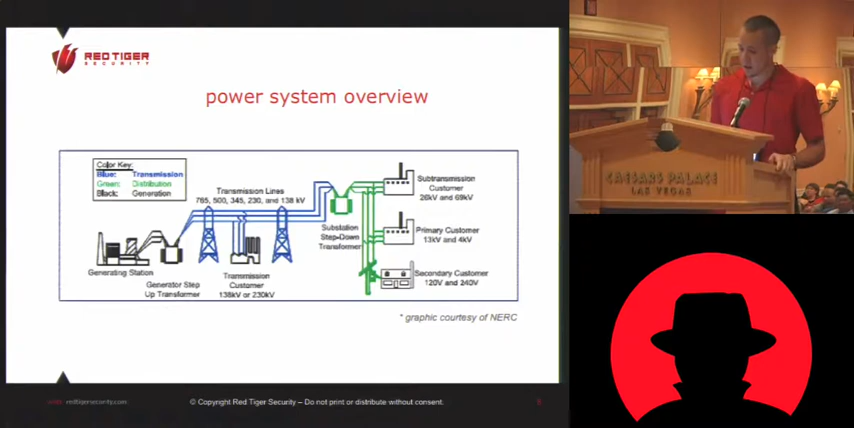 RED TIGER
SECURITY
power system overview
Color Key:
Blue: Transmission
Green: Distribution
Black: Generation
Transmission Lines
765, 500, 345, 230, and 138 kV
Subtransmission
Customer
26kV and 69kV
Substation
Step-Down
Transformer
Primary Customer
13kV and 4kV
Generating Station
Generator Step
Up Transformer
Transmission
Customer
138kV or 230kV
Secondary Customer
120V and 240V
* graphic courtesy of NERC
redtigersecurity.com
© Copyright Red Tiger Security – Do not print or distribute without consent.
CAESARS PALACE
LAS VEGAS